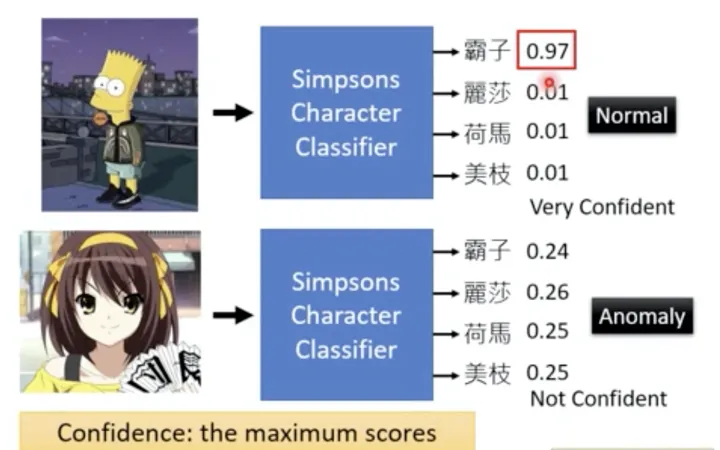 Simpsons
Character
Classifier
霸子 0.97
麗莎 0.01
荷馬 0.01
美枝 0.01
Normal
Very Confident
Simpsons
Character
Classifier
霸子 0.24
麗莎 0.26
荷馬 0.25
美枝 0.25
Anomaly
Not Confident
Confidence: the maximum scores